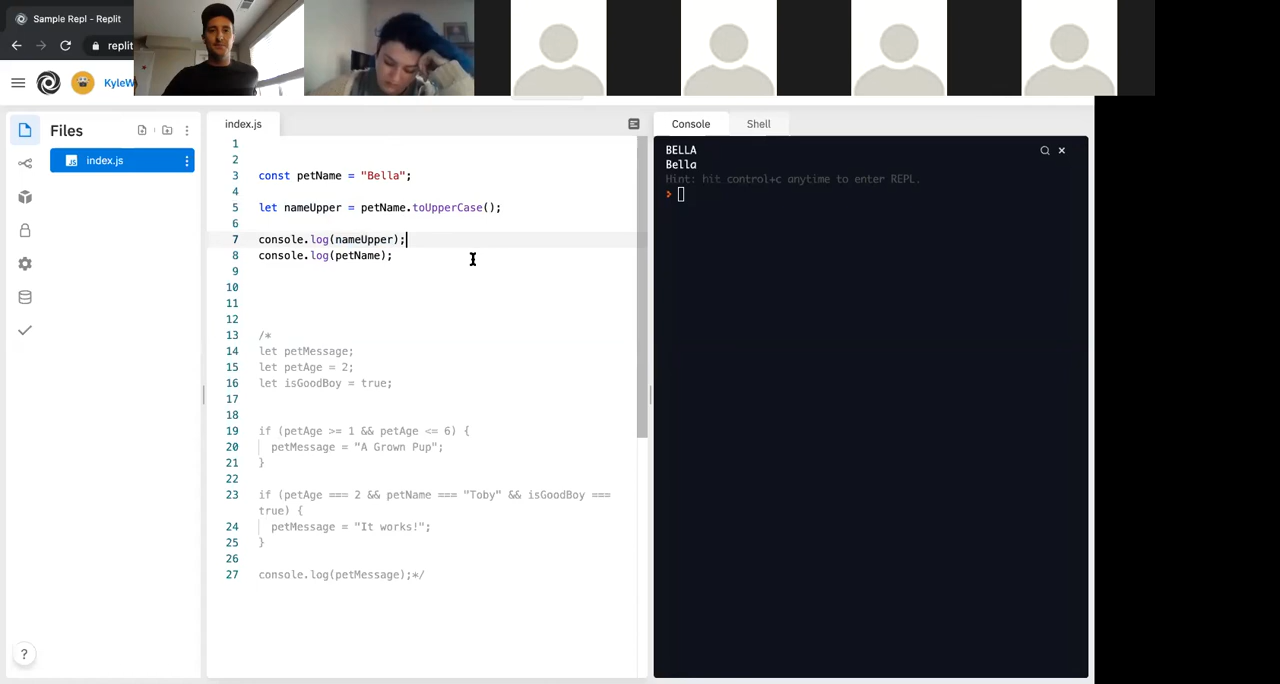 Sample Repl - Replit
replit
KyleW
Files
index.js
index.js
Console
Shell
1
2
3 const petName = "Bella";
4
5 let nameUpper = petName.toUpperCase();
6
7 console.log(nameUpper);
8 console.log(petName);
9
10
11
12
13 /*
14 let petMessage;
15 let petAge = 2;
16 let isGoodBoy = true;
17
18
19 if (petAge >= 1 && petAge <= 6) {
20 petMessage = "A Grown Pup";
21 }
22
23 if (petAge === 2 && petName === "Toby" && isGoodBoy ===
true) {
24 petMessage = "It works!";
25 }
26
27 console.log(petMessage);*/
BELLA
Bella
Hint: hit control+c anytime to enter REPL.
>
?